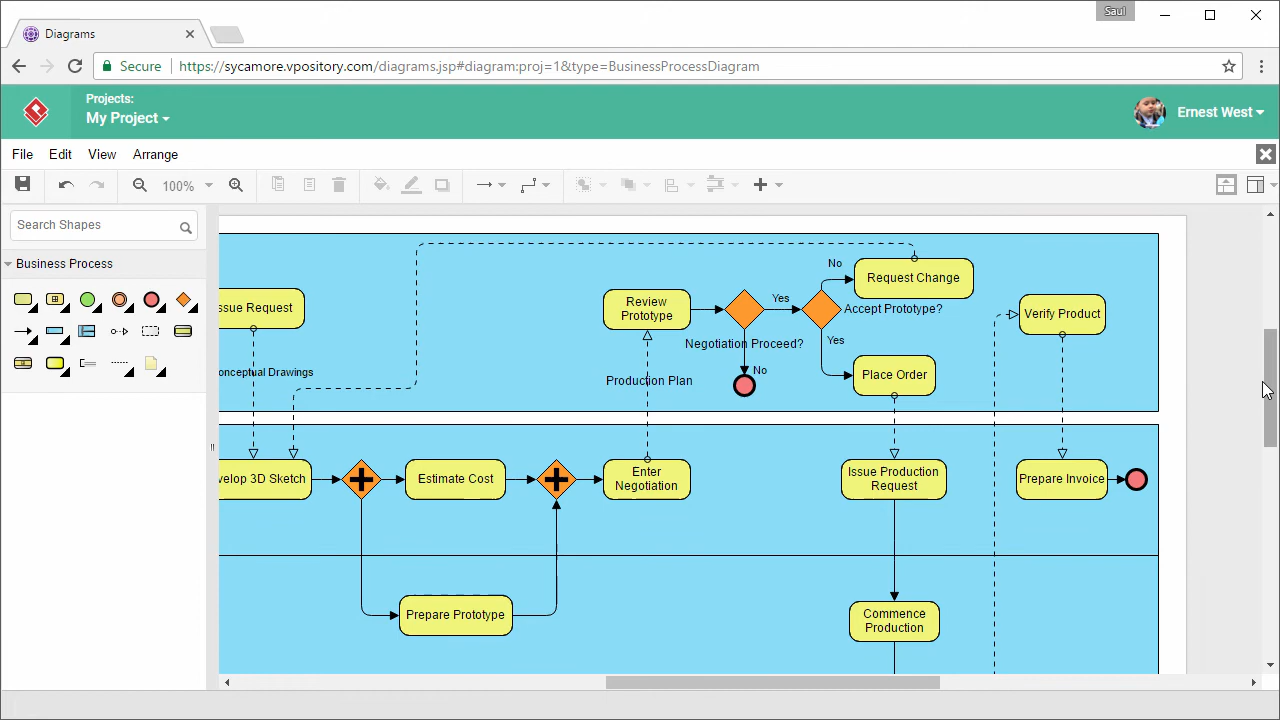 Saul
Diagrams
Secure
https://sycamore.vpository.com/diagrams.jsp#diagram:proj=1&type=BusinessProcessDiagram
Projects:
My Project
Ernest West
File Edit View Arrange
100%
Search Shapes
Business Process
ssue Request
onceptual Drawings
Review
Prototype
Yes
Negotiation Proceed?
No
Production Plan
No
Request Change
Accept Prototype?
Yes
Place Order
Verify Product
velop 3D Sketch
Estimate Cost
Enter
Negotiation
Issue Production
Request
Prepare Invoice
Prepare Prototype
Commence
Production